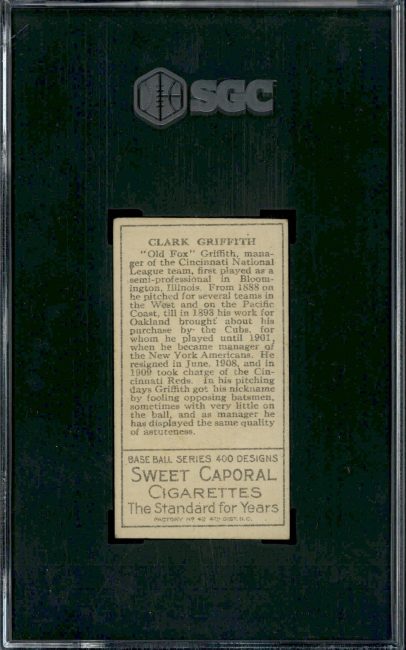 SGC
CLARK GRIFFITH
"Old Fox" Griffith, mana-
ger of the Cincinnati National
League team, first played as a
semi-professional in Bloom-
ington, Illinois. From 1888 on
he pitched for several teams in
the West and on the Pacific
Coast, till in 1893 his work for
Oakland brought about his
purchase by the Cubs, for
whom he played until 1901,
when he became manager of
the New York Americans. He
resigned in June, 1908, and in
1909 took charge of the Cin-
cinnati Reds. In his pitching
days Griffith got his nickname
by fooling opposing batsmen,
sometimes with very little on
the ball, and as manager he
has displayed the same quality
of astuteness.
BASE BALL SERIES 400 DESIGNS
SWEET CAPORAL
CIGARETTES
The Standard for Years
FACTORY NO 42 4TH DIST. N.C.